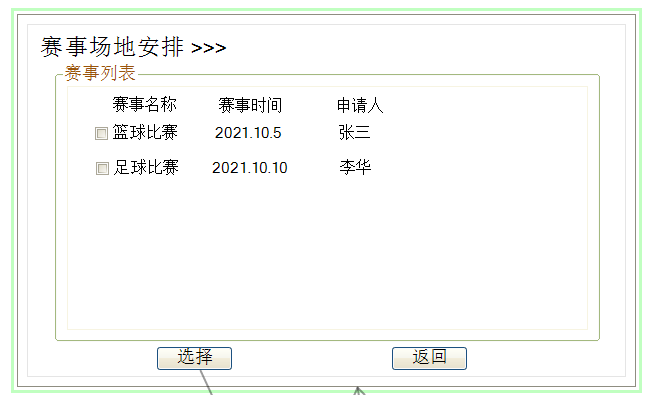 赛事场地安排 >>>
赛事列表
赛事名称 赛事时间 申请人
篮球比赛 2021.10.5 张三
足球比赛 2021.10.10 李华
选择 返回